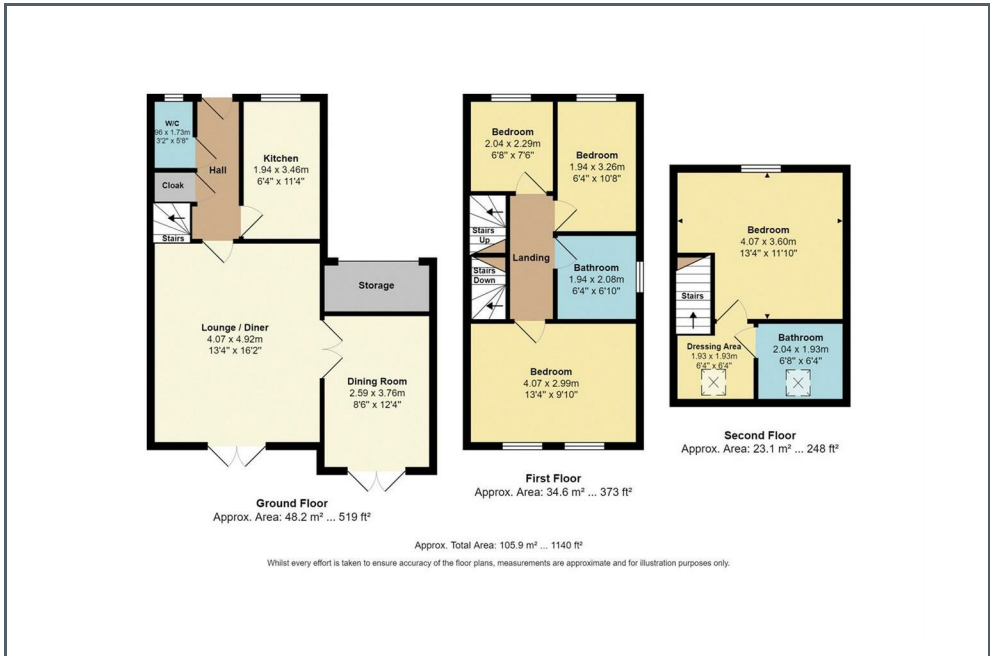 W/C
96 x 1.73m
3'2" x 5'8"
Hall
Kitchen
1.94 x 3.46m
6'4" x 11'4"
Cloak
Stairs
Lounge / Diner
4.07 x 4.92m
13'4" x 16'2"
Storage
Dining Room
2.59 x 3.76m
8'6" x 12'4"
Ground Floor
Approx. Area: 48.2 m² ... 519 ft²
Bedroom
2.04 x 2.29m
6'8" x 7'6"
Bedroom
1.94 x 3.26m
6'4" x 10'8"
Stairs
Up
Stairs
Down
Landing
Bathroom
1.94 x 2.08m
6'4" x 6'10"
Bedroom
4.07 x 2.99m
13'4" x 9'10"
First Floor
Approx. Area: 34.6 m² ... 373 ft²
Bedroom
4.07 x 3.60m
13'4" x 11'10"
Stairs
Dressing Area
1.93 x 1.93m
6'4" x 6'4"
Bathroom
2.04 x 1.93m
6'8" x 6'4"
Second Floor
Approx. Area: 23.1 m² ... 248 ft²
Approx. Total Area: 105.9 m² ... 1140 ft²
Whilst every effort is taken to ensure accuracy of the floor plans, measurements are approximate and for illustration purposes only.